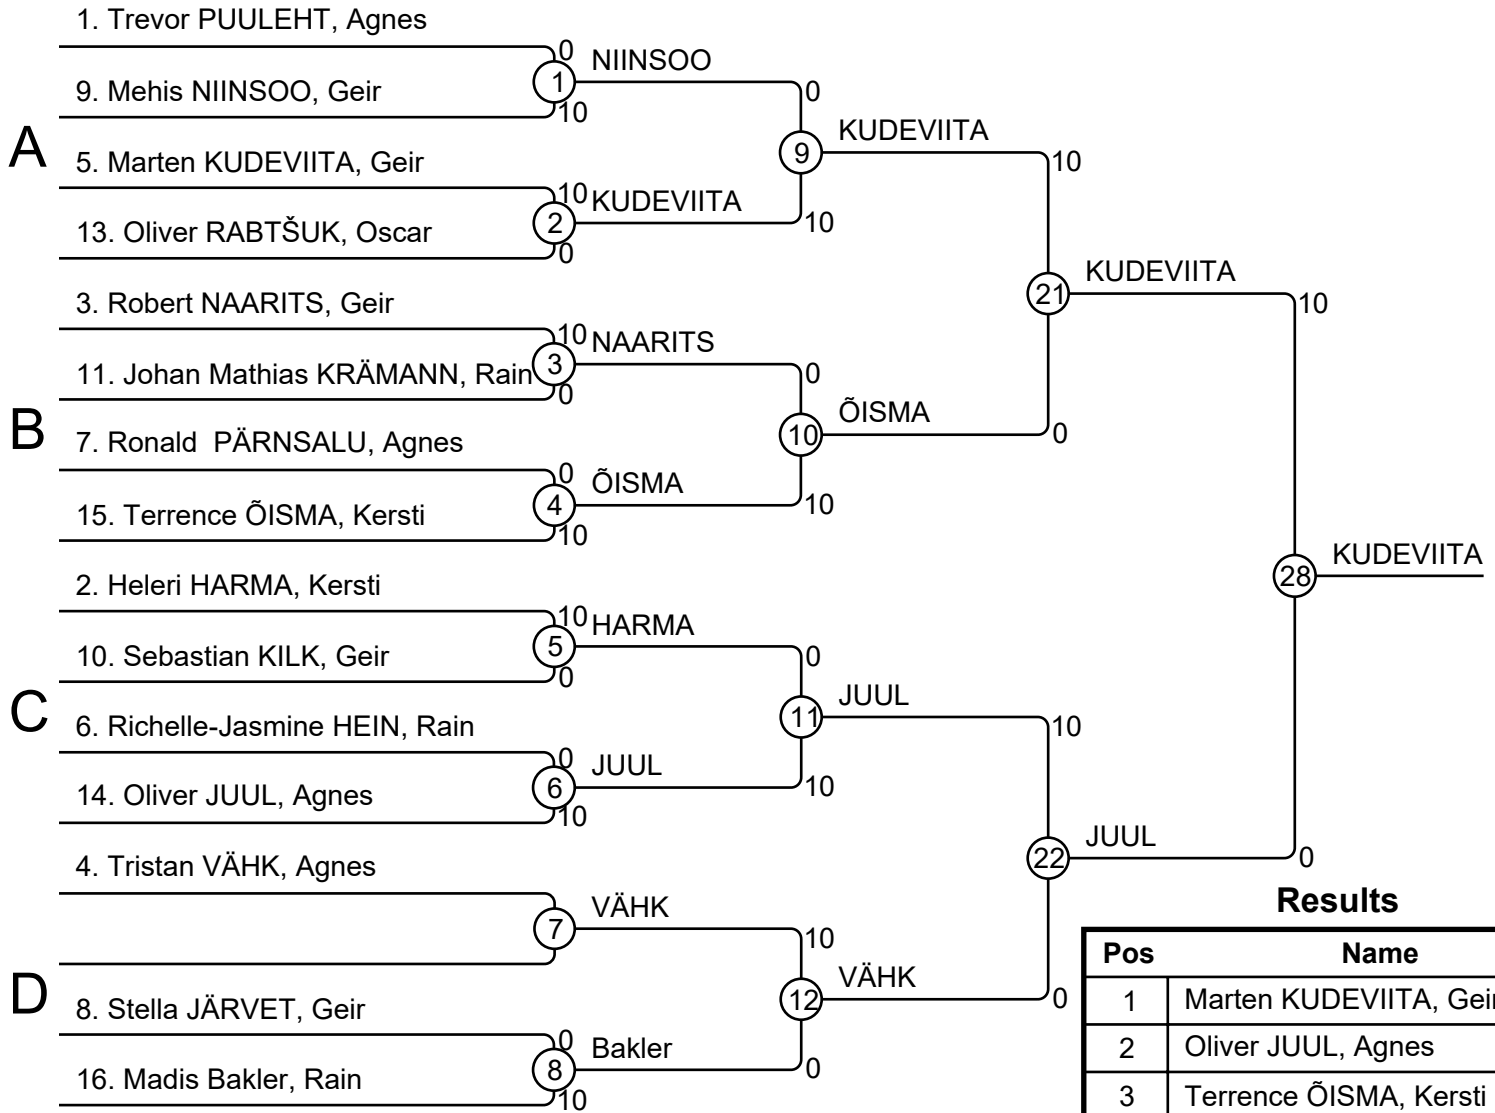 1. Trevor PUULEHT, Agnes
0
NIINSOO
1
9. Mehis NIINSOO, Geir
10
0
A
KUDEVIITA
9
10
5. Marten KUDEVIITA, Geir
10
KUDEVIITA
2
10
13. Oliver RABTŠUK, Oscar
0
KUDEVIITA
21
10
3. Robert NAARITS, Geir
10
NAARITS
3
11. Johan Mathias KRÄMANN, Rain
0
0
B
ÕISMA
10
0
7. Ronald  PÄRNSALU, Agnes
0
ÕISMA
4
10
15. Terrence ÕISMA, Kersti
10
KUDEVIITA
28
2. Heleri HARMA, Kersti
10
HARMA
5
10. Sebastian KILK, Geir
0
0
C
JUUL
11
10
6. Richelle-Jasmine HEIN, Rain
0
JUUL
6
10
14. Oliver JUUL, Agnes
10
JUUL
22
0
4. Tristan VÄHK, Agnes
VÄHK
7
10
D
VÄHK
12
0
8. Stella JÄRVET, Geir
0
Bakler
8
0
16. Madis Bakler, Rain
10
Results
Pos Name
1 Marten KUDEVIITA, Geir
2 Oliver JUUL, Agnes
3 Terrence ÕISMA, Kersti